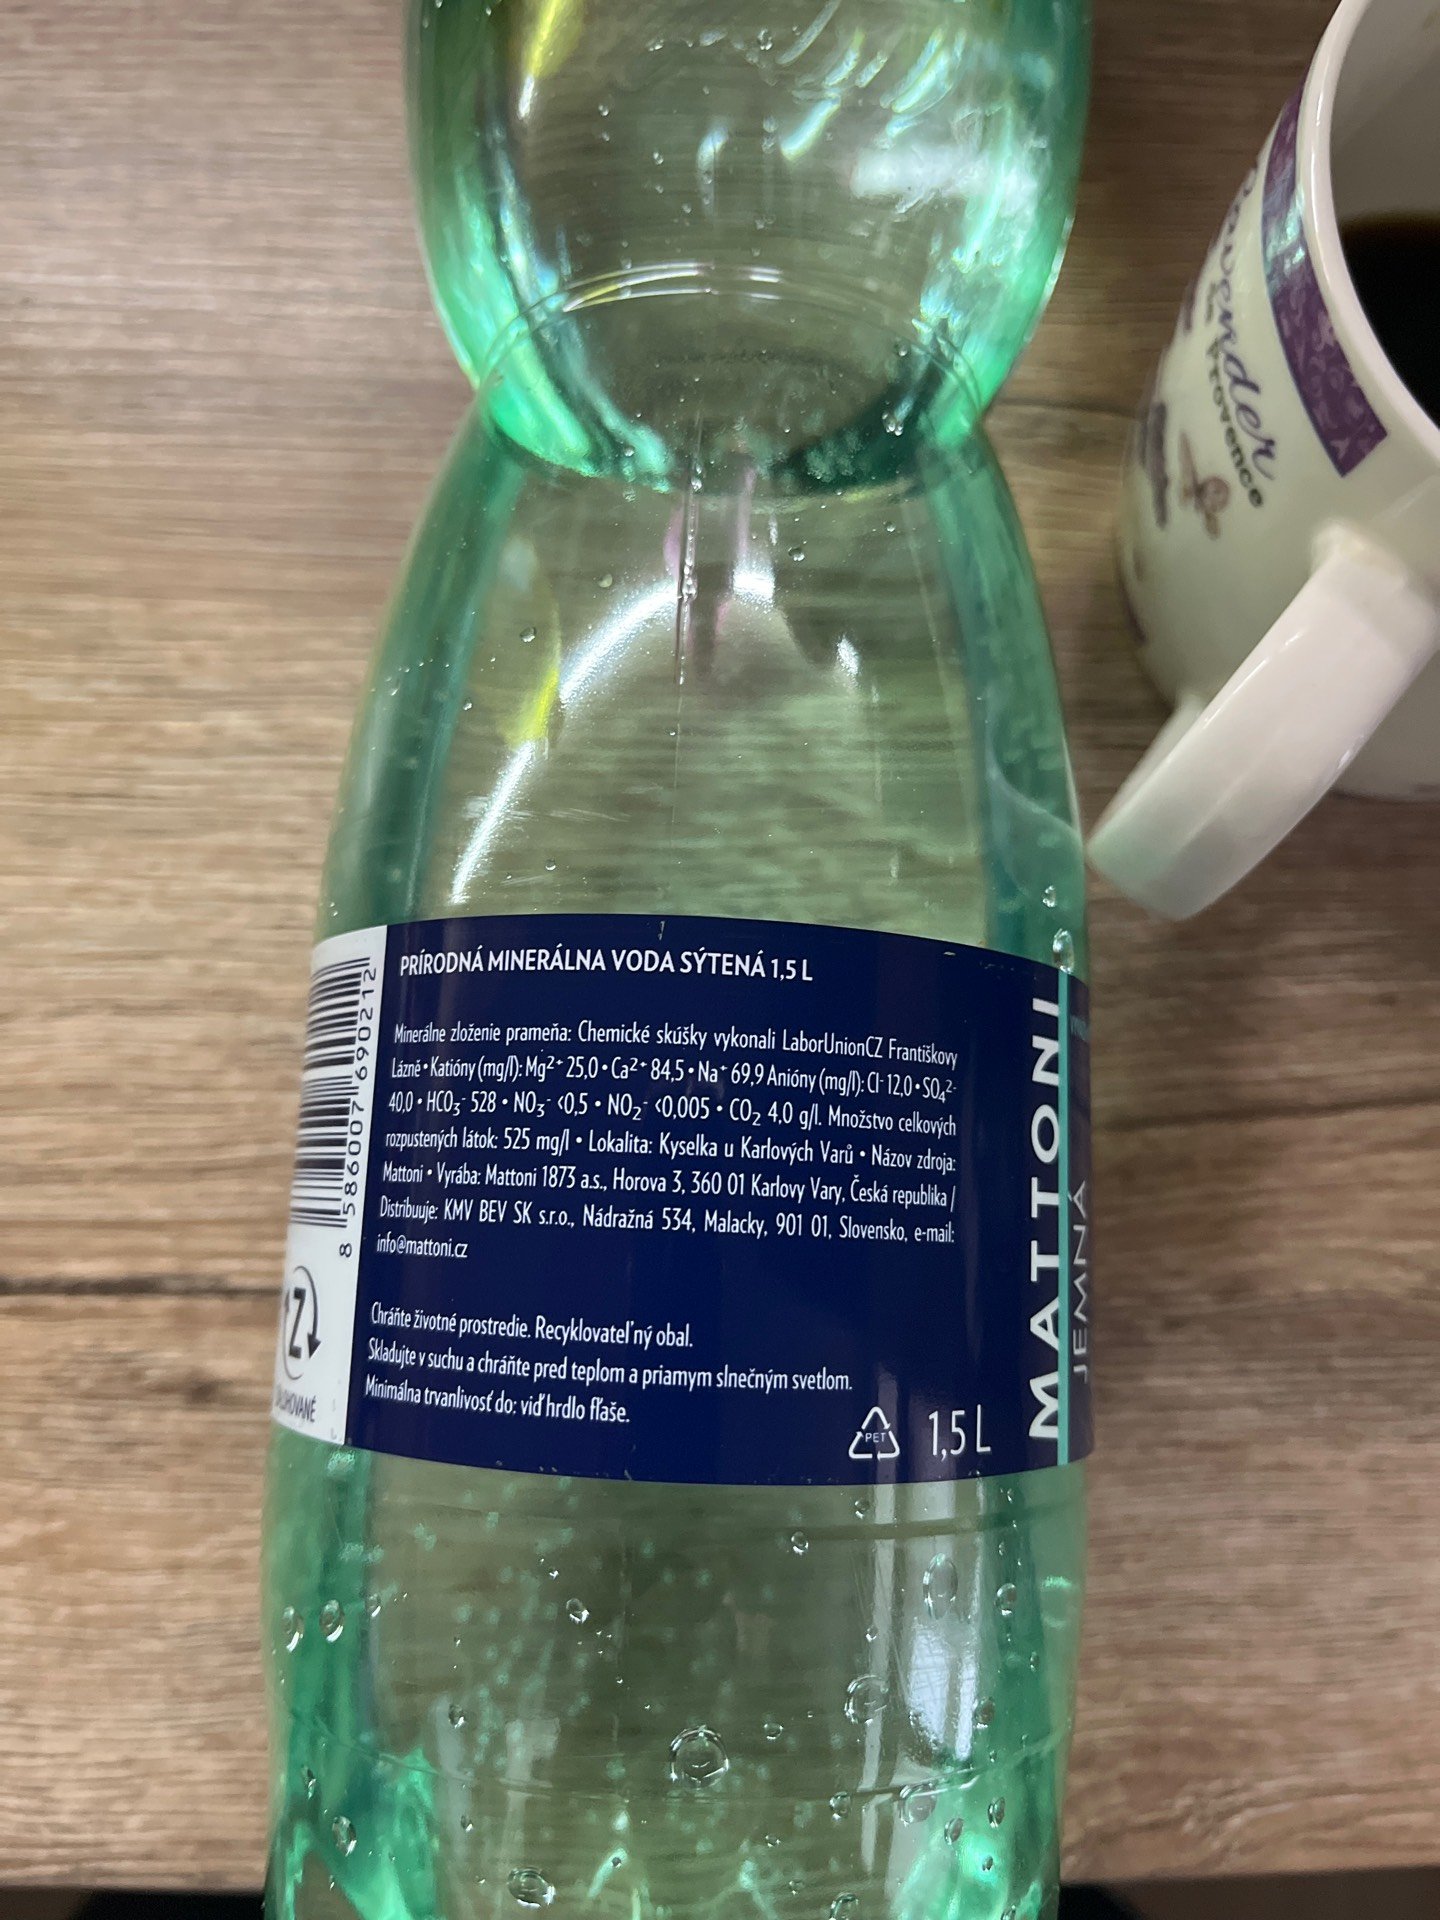 PRÍRODNÁ MINERÁLNA VODA SÝTENÁ 1,5 L
Minerálne zloženie prameňa: Chemické skúšky vykonali LaborUnionCZ Františkovy
Lázně • Katióny (mg/l): Mg²⁺ 25,0 • Ca²⁺ 84,5 • Na⁺ 69,9 Anióny (mg/l): Cl⁻ 12,0 • SO₄²⁻
40,0 • HCO₃⁻ 528 • NO₃⁻ <0,5 • NO₂⁻ <0,005 • CO₂ 4,0 g/l. Množstvo celkových
rozpustených látok: 525 mg/l • Lokalita: Kyselka u Karlových Varů • Názov zdroja:
Mattoni • Vyrába: Mattoni 1873 a.s., Horova 3, 360 01 Karlovy Vary, Česká republika /
Distribuuje: KMV BEV SK s.r.o., Nádražná 534, Malacky, 901 01, Slovensko, e-mail:
info@mattoni.cz
Chráňte životné prostredie. Recyklovateľný obal.
Skladujte v suchu a chráňte pred teplom a priamym slnečným svetlom.
Minimálna trvanlivosť do: viď hrdlo fľaše.
PET
1,5 L
MATTONI
JEMNÁ
8 586007 690212
Z
Lavender
Provence